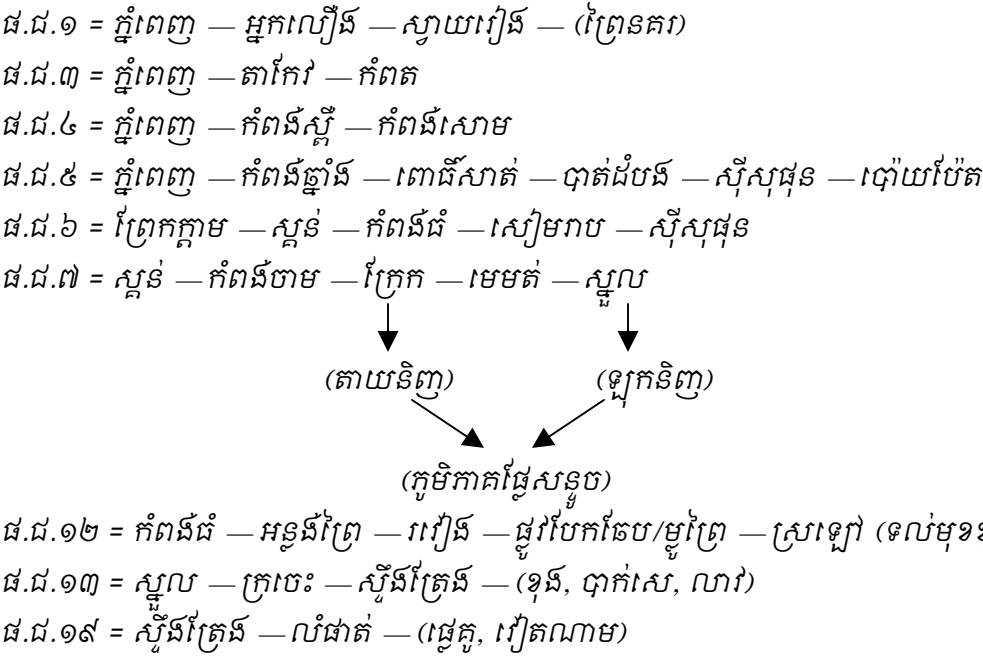 ផ.ជ.១ = ភ្នំពេញ — អ្នកលឿង — ស្វាយរៀង — (ព្រៃនគរ)
ផ.ជ.៣ = ភ្នំពេញ — តាកែវ — កំពត
ផ.ជ.៤ = ភ្នំពេញ — កំពង់ស្ពឺ — កំពង់សោម
ផ.ជ.៥ = ភ្នំពេញ — កំពង់ឆ្នាំង — ពោធិ៍សាត់ — បាត់ដំបង — ស៊ីសុផុន — ប៉ោយប៉ែត
ផ.ជ.៦ = ព្រែកក្ដាម — ស្គន់ — កំពង់ធំ — សៀមរាប — ស៊ីសុផុន
ផ.ជ.៧ = ស្គន់ — កំពង់ចាម — ក្រែក — មេមត់ — ស្នួល
(តាយនិញ) (ឡុកនិញ)
(ភូមិភាគផ្លែសន្ទូច)
ផ.ជ.១២ = កំពង់ធំ — អន្លង់ព្រៃ — រវៀង — ផ្លូវបែកឆែប/ម្លូព្រៃ — ស្រឡៅ (ទល់មុខ
ផ.ជ.១៣ = ស្នួល — ក្រចេះ — ស្ទឹងត្រែង — (ខុង, បាក់សេ, លាវ)
ផ.ជ.១៩ = ស្ទឹងត្រែង — លំផាត់ — (ផ្លេគូ, វៀតណាម)